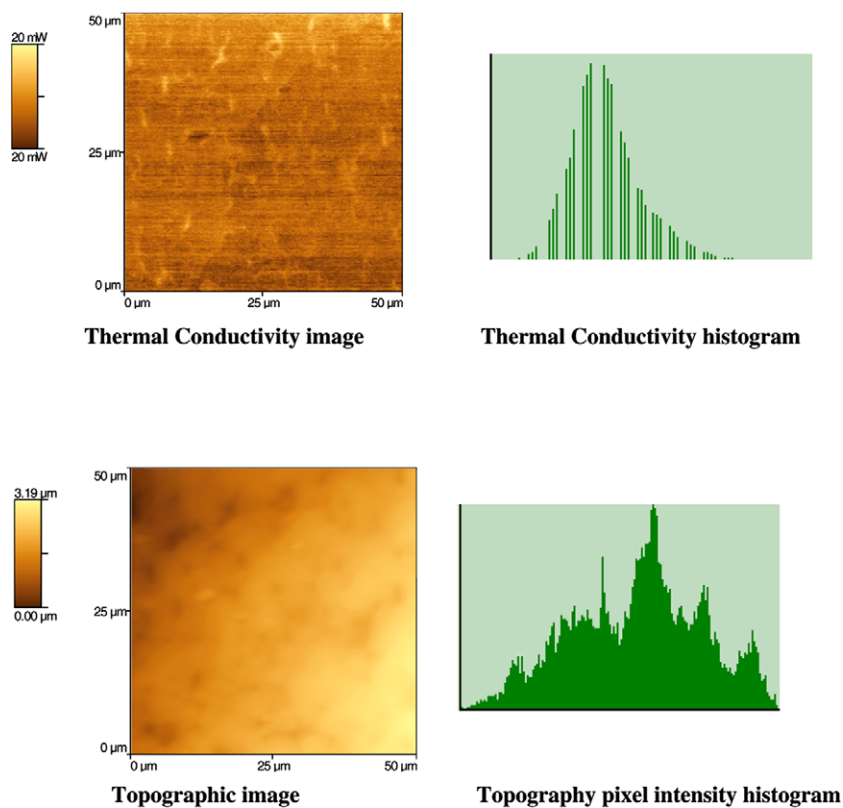 20 mW
20 mW
50 µm
25 µm
0 µm
0 µm 25 µm 50 µm
Thermal Conductivity image
Thermal Conductivity histogram
3.19 µm
0.00 µm
50 µm
25 µm
0 µm
0 µm 25 µm 50 µm
Topographic image
Topography pixel intensity histogram